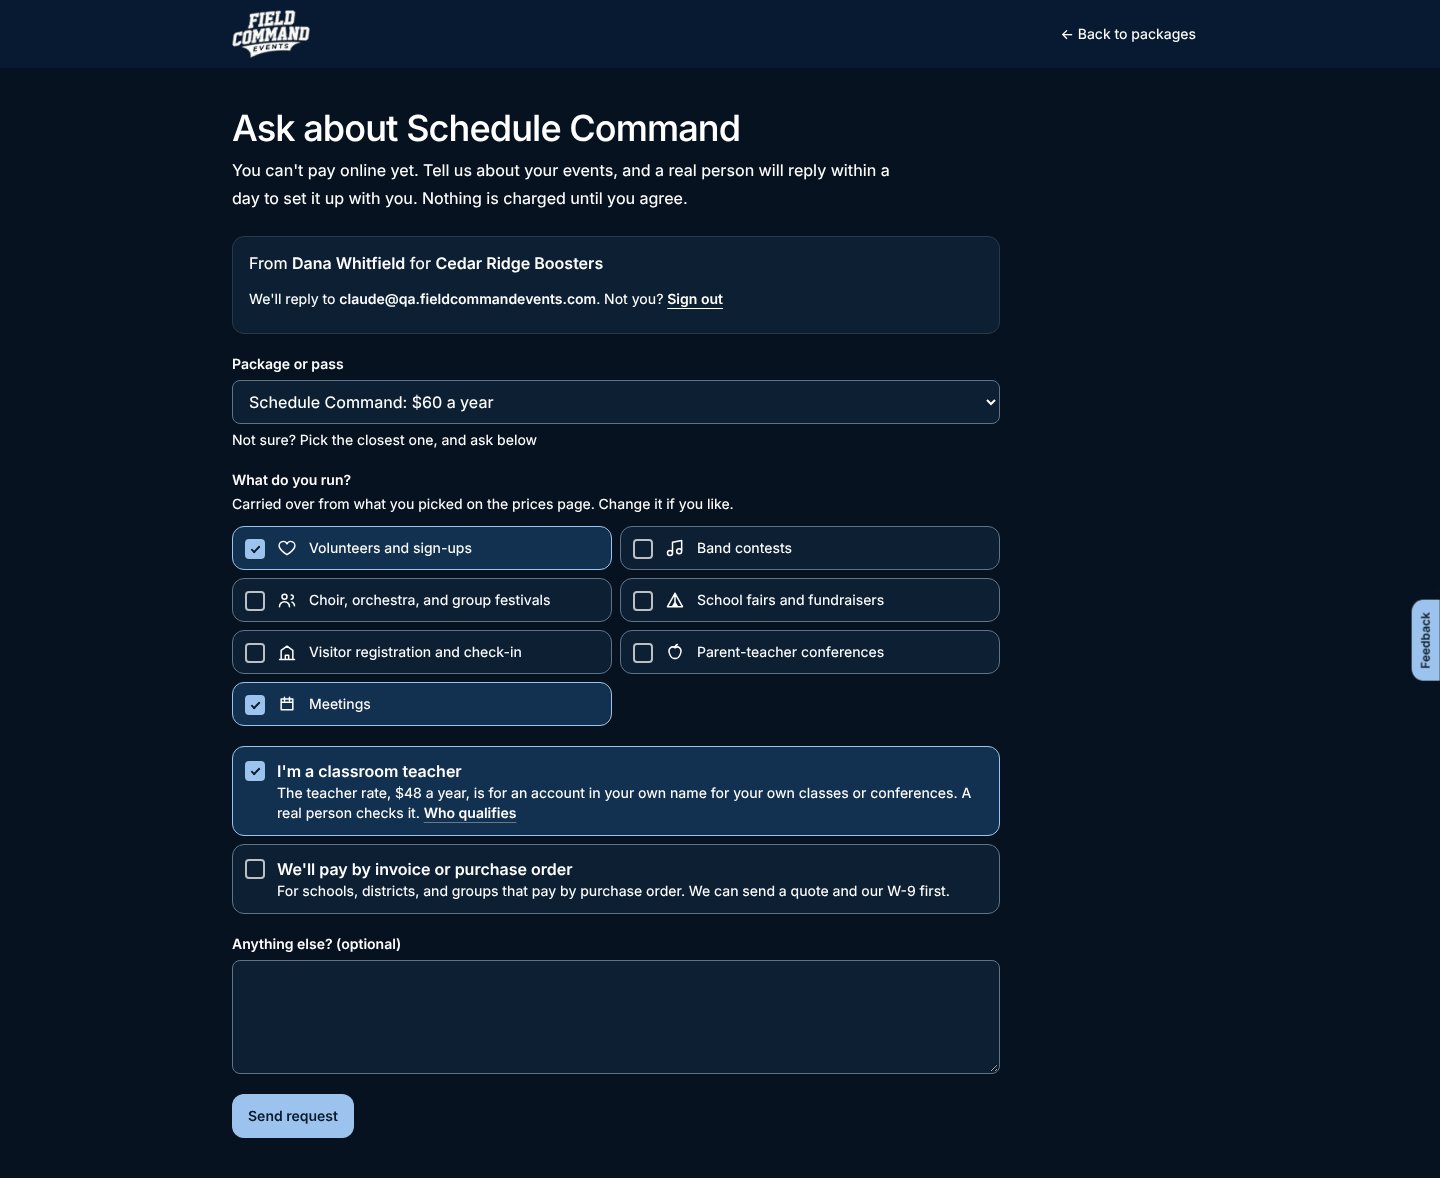 FIELD
COMMAND
EVENTS
← Back to packages
Ask about Schedule Command
You can't pay online yet. Tell us about your events, and a real person will reply within a
day to set it up with you. Nothing is charged until you agree.
From Dana Whitfield for Cedar Ridge Boosters
We'll reply to claude@qa.fieldcommandevents.com. Not you? Sign out
Package or pass
Schedule Command: $60 a year
Not sure? Pick the closest one, and ask below
What do you run?
Carried over from what you picked on the prices page. Change it if you like.
Volunteers and sign-ups
Band contests
Choir, orchestra, and group festivals
School fairs and fundraisers
Visitor registration and check-in
Parent-teacher conferences
Meetings
I'm a classroom teacher
The teacher rate, $48 a year, is for an account in your own name for your own classes or conferences. A
real person checks it. Who qualifies
We'll pay by invoice or purchase order
For schools, districts, and groups that pay by purchase order. We can send a quote and our W-9 first.
Anything else? (optional)
Send request
Feedback